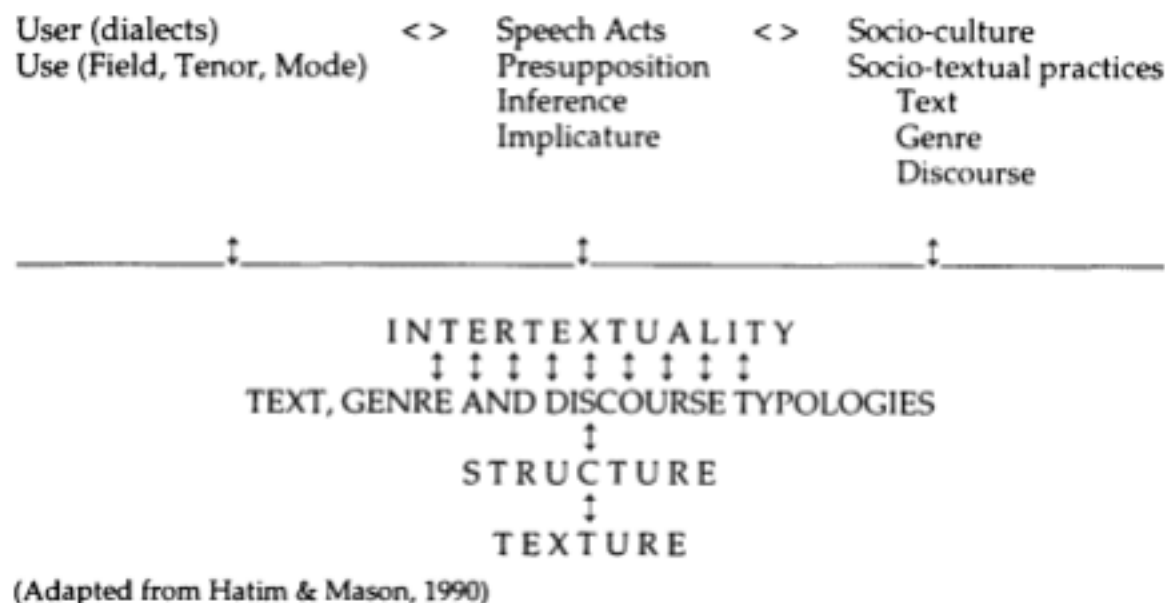 User (dialects) < > Speech Acts < > Socio-culture
Use (Field, Tenor, Mode) Presupposition Socio-textual practices
Inference Text
Implicature Genre
Discourse
INTERTEXTUALITY
TEXT, GENRE AND DISCOURSE TYPOLOGIES
STRUCTURE
TEXTURE
(Adapted from Hatim & Mason, 1990)